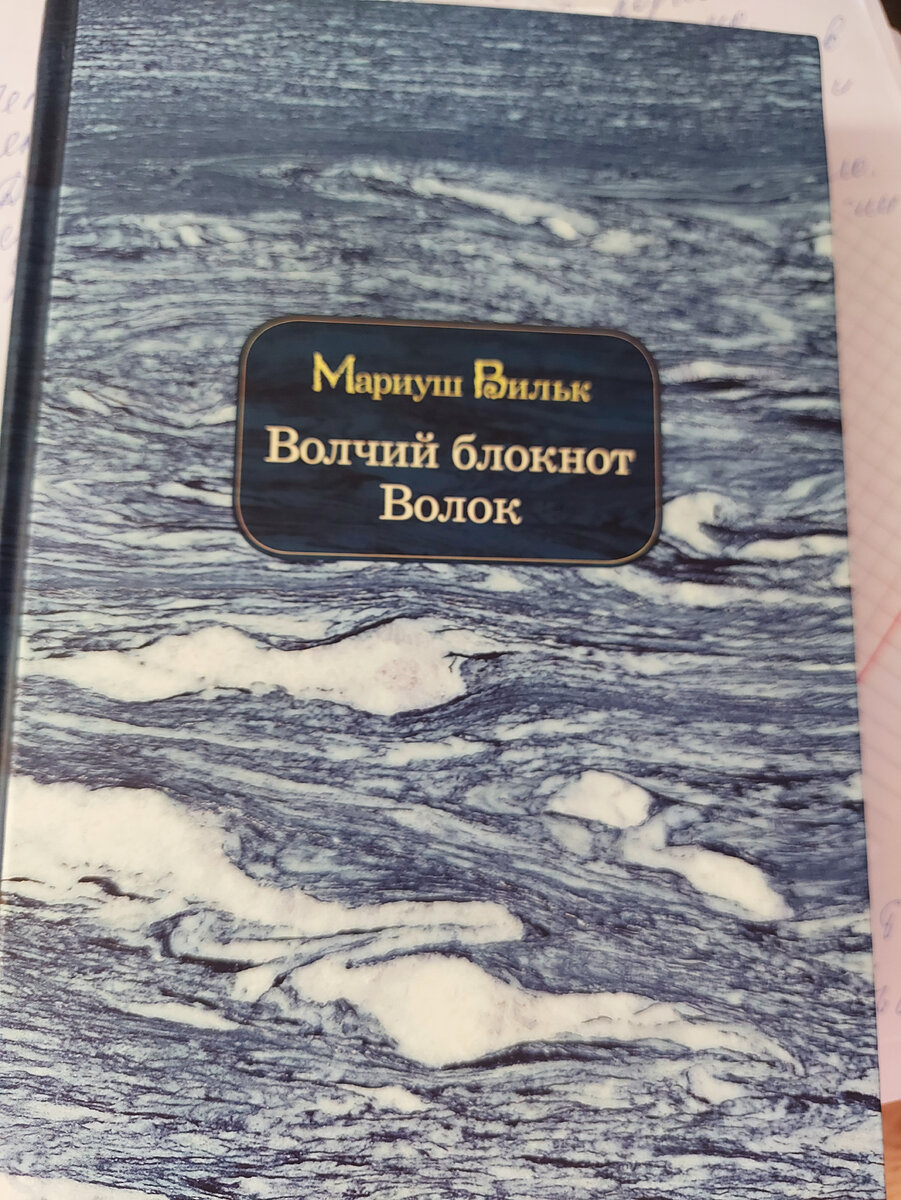 Мариуш Вильк
Волчий блокнот
Волок